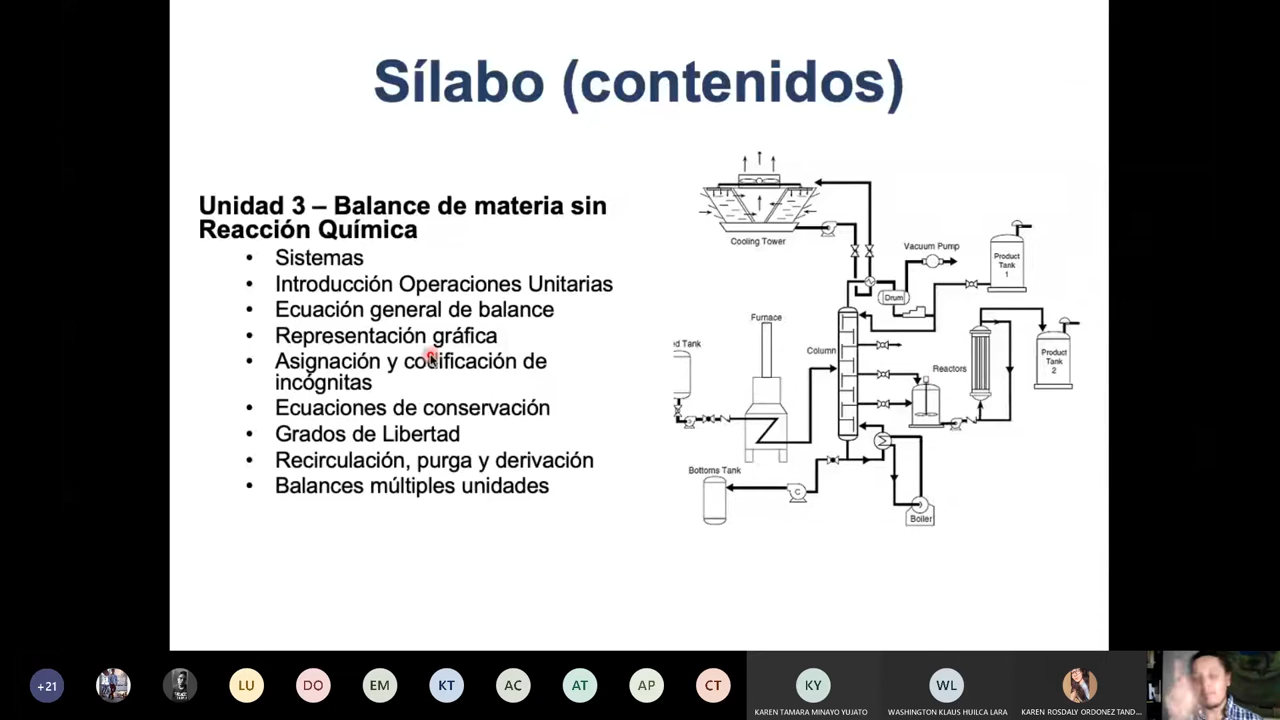 Sílabo (contenidos)
Unidad 3 – Balance de materia sin
Reacción Química
• Sistemas
• Introducción Operaciones Unitarias
• Ecuación general de balance
• Representación gráfica
• Asignación y codificación de
incógnitas
• Ecuaciones de conservación
• Grados de Libertad
• Recirculación, purga y derivación
• Balances múltiples unidades
Cooling Tower
Vacuum Pump
Product
Tank
1
Drum
Furnace
d Tank
Column
Reactors
Product
Tank
2
Bottoms Tank
C
Boiler
+21
LU
DO
EM
KT
AC
AT
AP
CT
KY
WL
KAREN TAMARA MINAYO YUJATO
WASHINGTON KLAUS HUILCA LARA
KAREN ROSDALY ORDONEZ TAND...